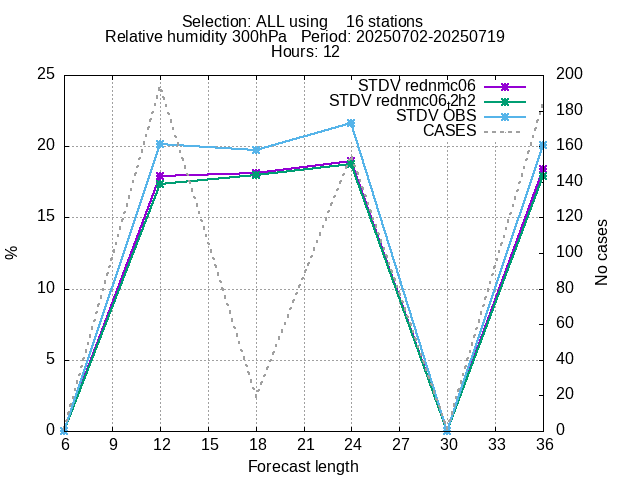 Selection: ALL using    16 stations
Relative humidity 300hPa   Period: 20250702-20250719
Hours: 12
STDV rednmc06
STDV rednmc06.2h2
STDV OBS
CASES
25
20
15
10
5
0
%
200
180
160
140
120
100
80
60
40
20
0
No cases
6 9 12 15 18 21 24 27 30 33 36
Forecast length